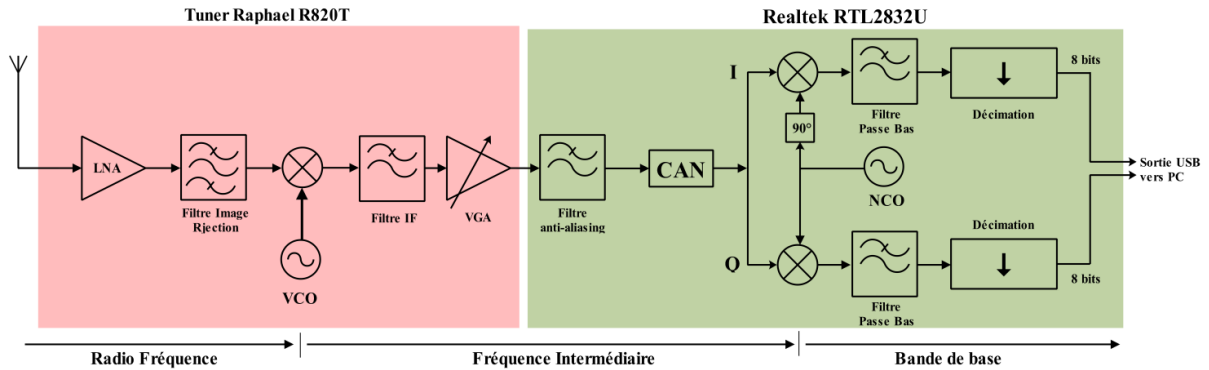 Tuner Raphael R820T
Realtek RTL2832U
LNA
Filtre Image
Rjection
VCO
Filtre IF
VGA
Filtre
anti-aliasing
CAN
I
Q
90°
NCO
Filtre
Passe Bas
Décimation
8 bits
Filtre
Passe Bas
Décimation
8 bits
Sortie USB
vers PC
Radio Fréquence
Fréquence Intermédiaire
Bande de base